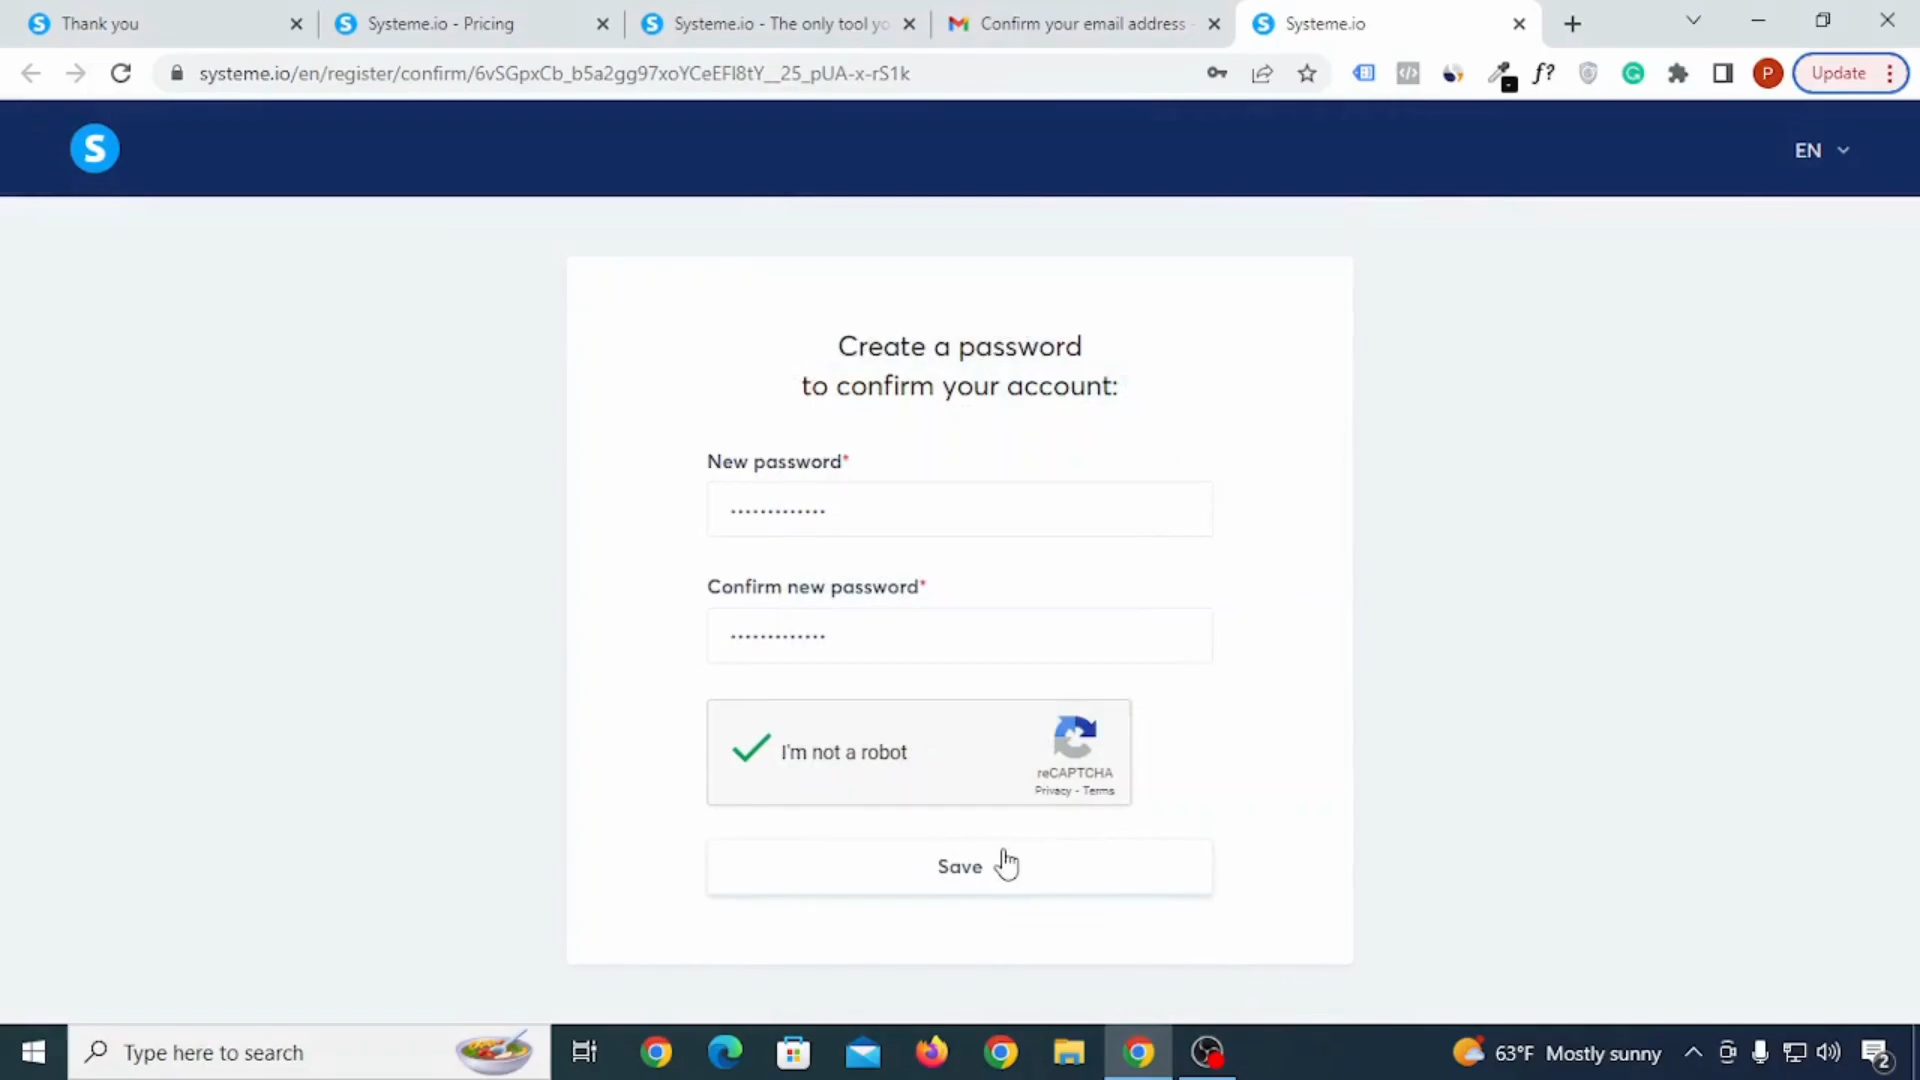 Thank you
Systeme.io - Pricing
Systeme.io - The only tool yo
Confirm your email address -
Systeme.io
systeme.io/en/register/confirm/6vSGpxCb_b5a2gg97xoYCeEFl8tY__25_pUA-x-rS1k
f?
P
Update
S
EN
Create a password
to confirm your account:
New password*
Confirm new password*
I'm not a robot
reCAPTCHA
Privacy - Terms
Save
Type here to search
63°F Mostly sunny
2